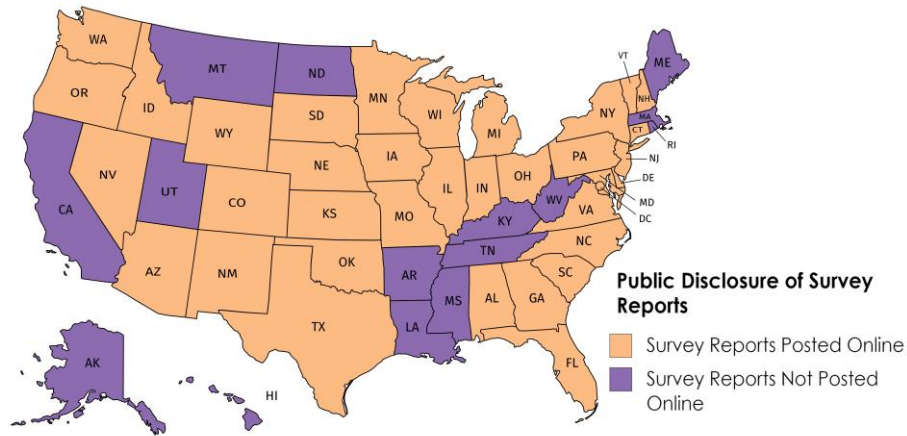 WA
MT
ND
MN
VT
ME
OR
ID
WY
SD
WI
MI
NY
NH
MA
CT
RI
NV
UT
CO
NE
IA
IL
IN
OH
PA
NJ
DE
MD
DC
CA
KS
MO
KY
WV
VA
AZ
NM
OK
AR
TN
NC
SC
TX
LA
MS
AL
GA
FL
AK
HI
Public Disclosure of Survey
Reports
Survey Reports Posted Online
Survey Reports Not Posted
Online